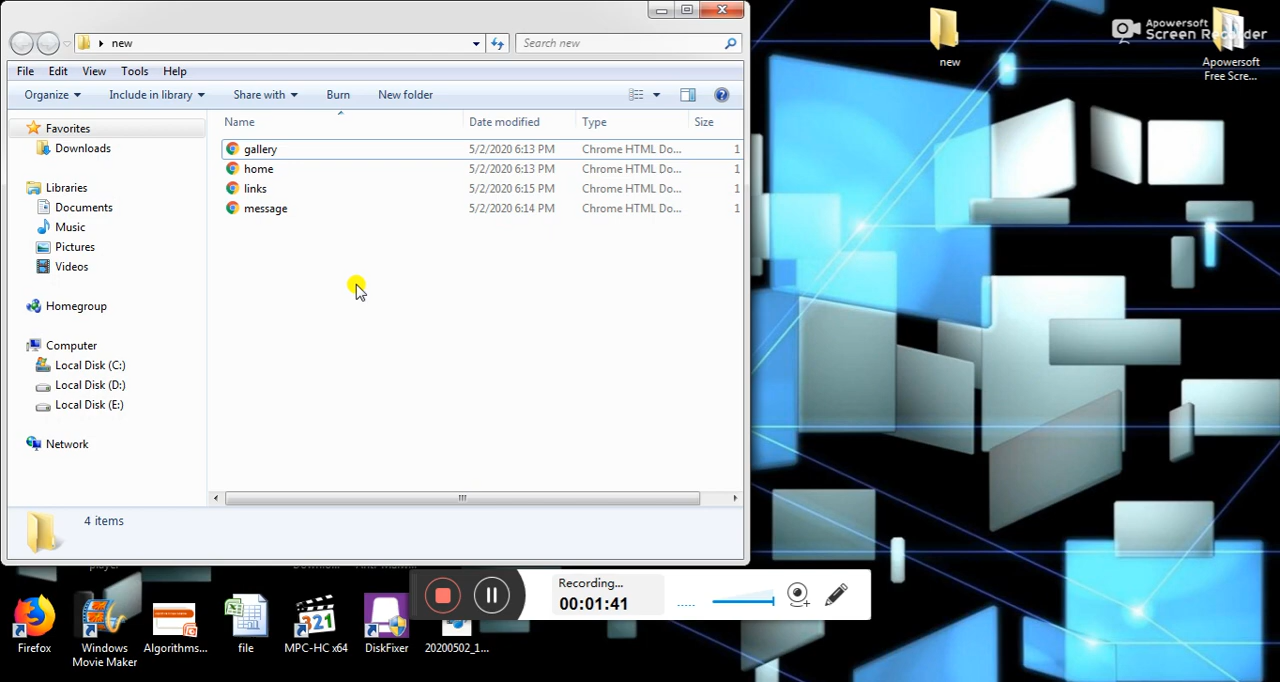 new
Search new
File Edit View Tools Help
Organize Include in library Share with Burn New folder
Name Date modified Type Size
Favorites
Downloads
Libraries
Documents
Music
Pictures
Videos
Homegroup
Computer
Local Disk (C:)
Local Disk (D:)
Local Disk (E:)
Network
gallery 5/2/2020 6:13 PM Chrome HTML Do... 1
home 5/2/2020 6:13 PM Chrome HTML Do... 1
links 5/2/2020 6:15 PM Chrome HTML Do... 1
message 5/2/2020 6:14 PM Chrome HTML Do... 1
4 items
new
Apowersoft
Screen Recorder
Apowersoft
Free Scre...
Recording...
00:01:41
321
Firefox
Windows
Movie Maker
Algorithms...
file
MPC-HC x64
DiskFixer
20200502_1...